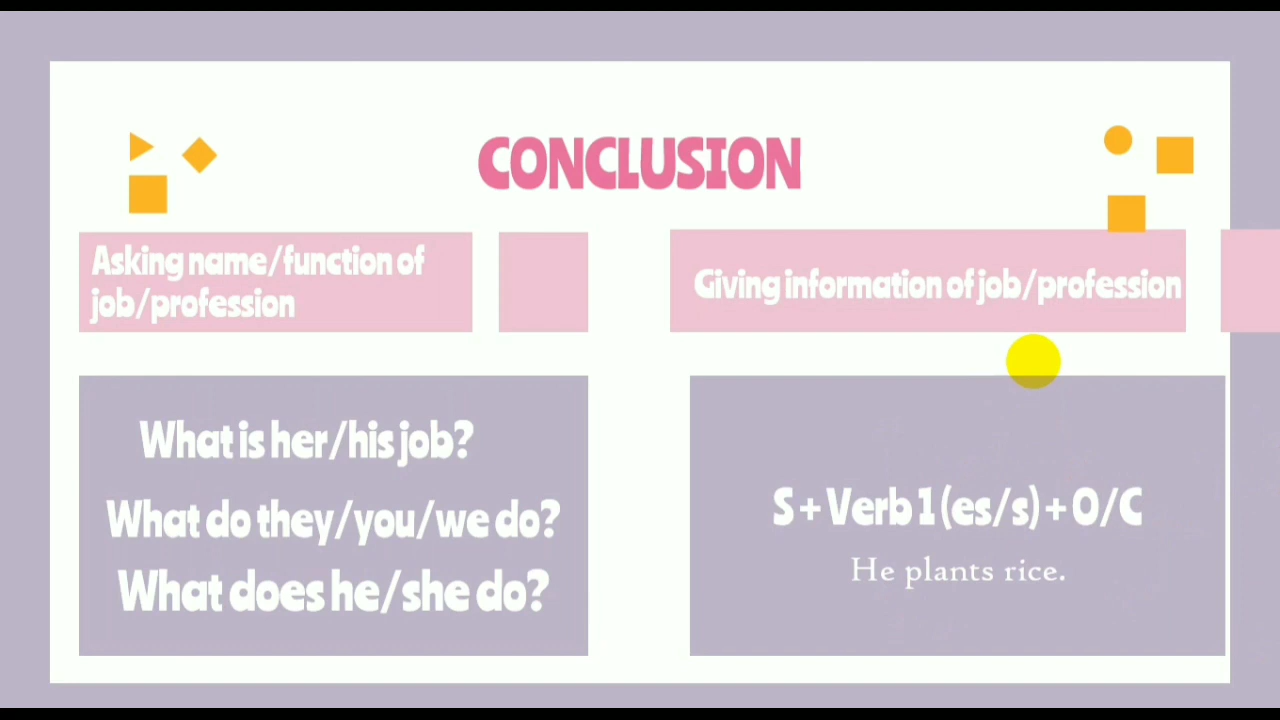 CONCLUSION
Asking name/function of
job/profession
Giving information of job/profession
What is her/his job?
What do they/you/we do?
What does he/she do?
S + Verb 1 (es/s) + O/C
He plants rice.